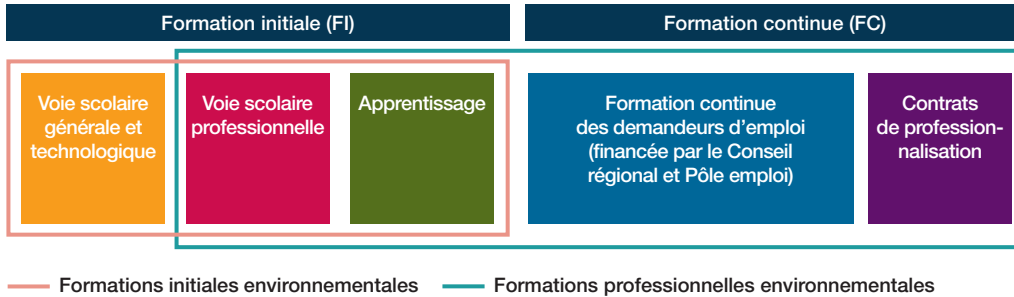 Formation initiale (FI)
Formation continue (FC)
Voie scolaire
générale et
technologique
Voie scolaire
professionnelle
Apprentissage
Formation continue
des demandeurs d'emploi
(financée par le Conseil
régional et Pôle emploi)
Contrats
de profession-
nalisation
Formations initiales environnementales
Formations professionnelles environnementales